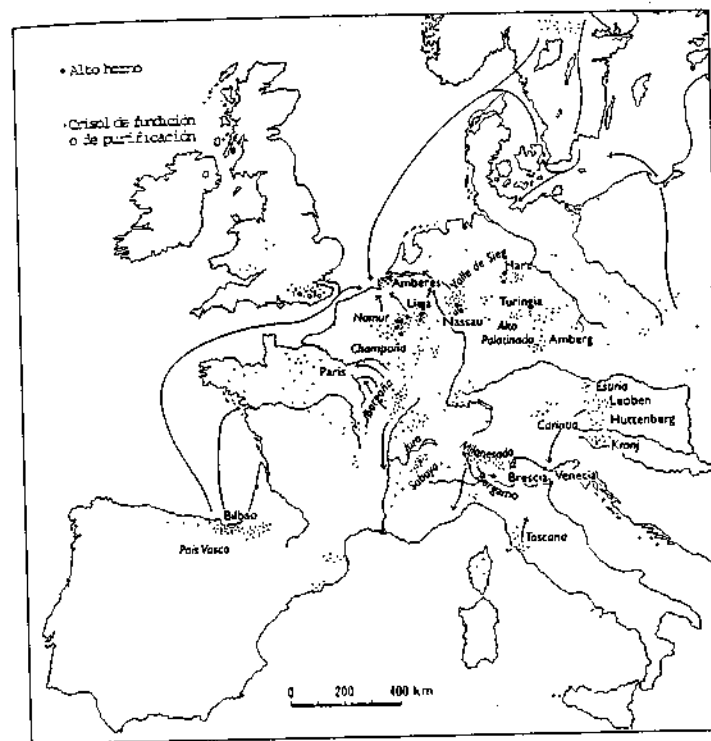 Alto horno
Crisol de fundición
o de purificación
Amberes
Valle de Sieg
Harz
Lieja
Turingia
Namur
Nassau
Alto
Palatinado
Amberg
Champaña
París
Borgoña
Estiria
Leoben
Huttenberg
Carintia
Kranj
Jura
Milanesado
Saboya
Brescia
Venecia
Bergamo
Bilbao
País Vasco
Toscana
0 200 400 km